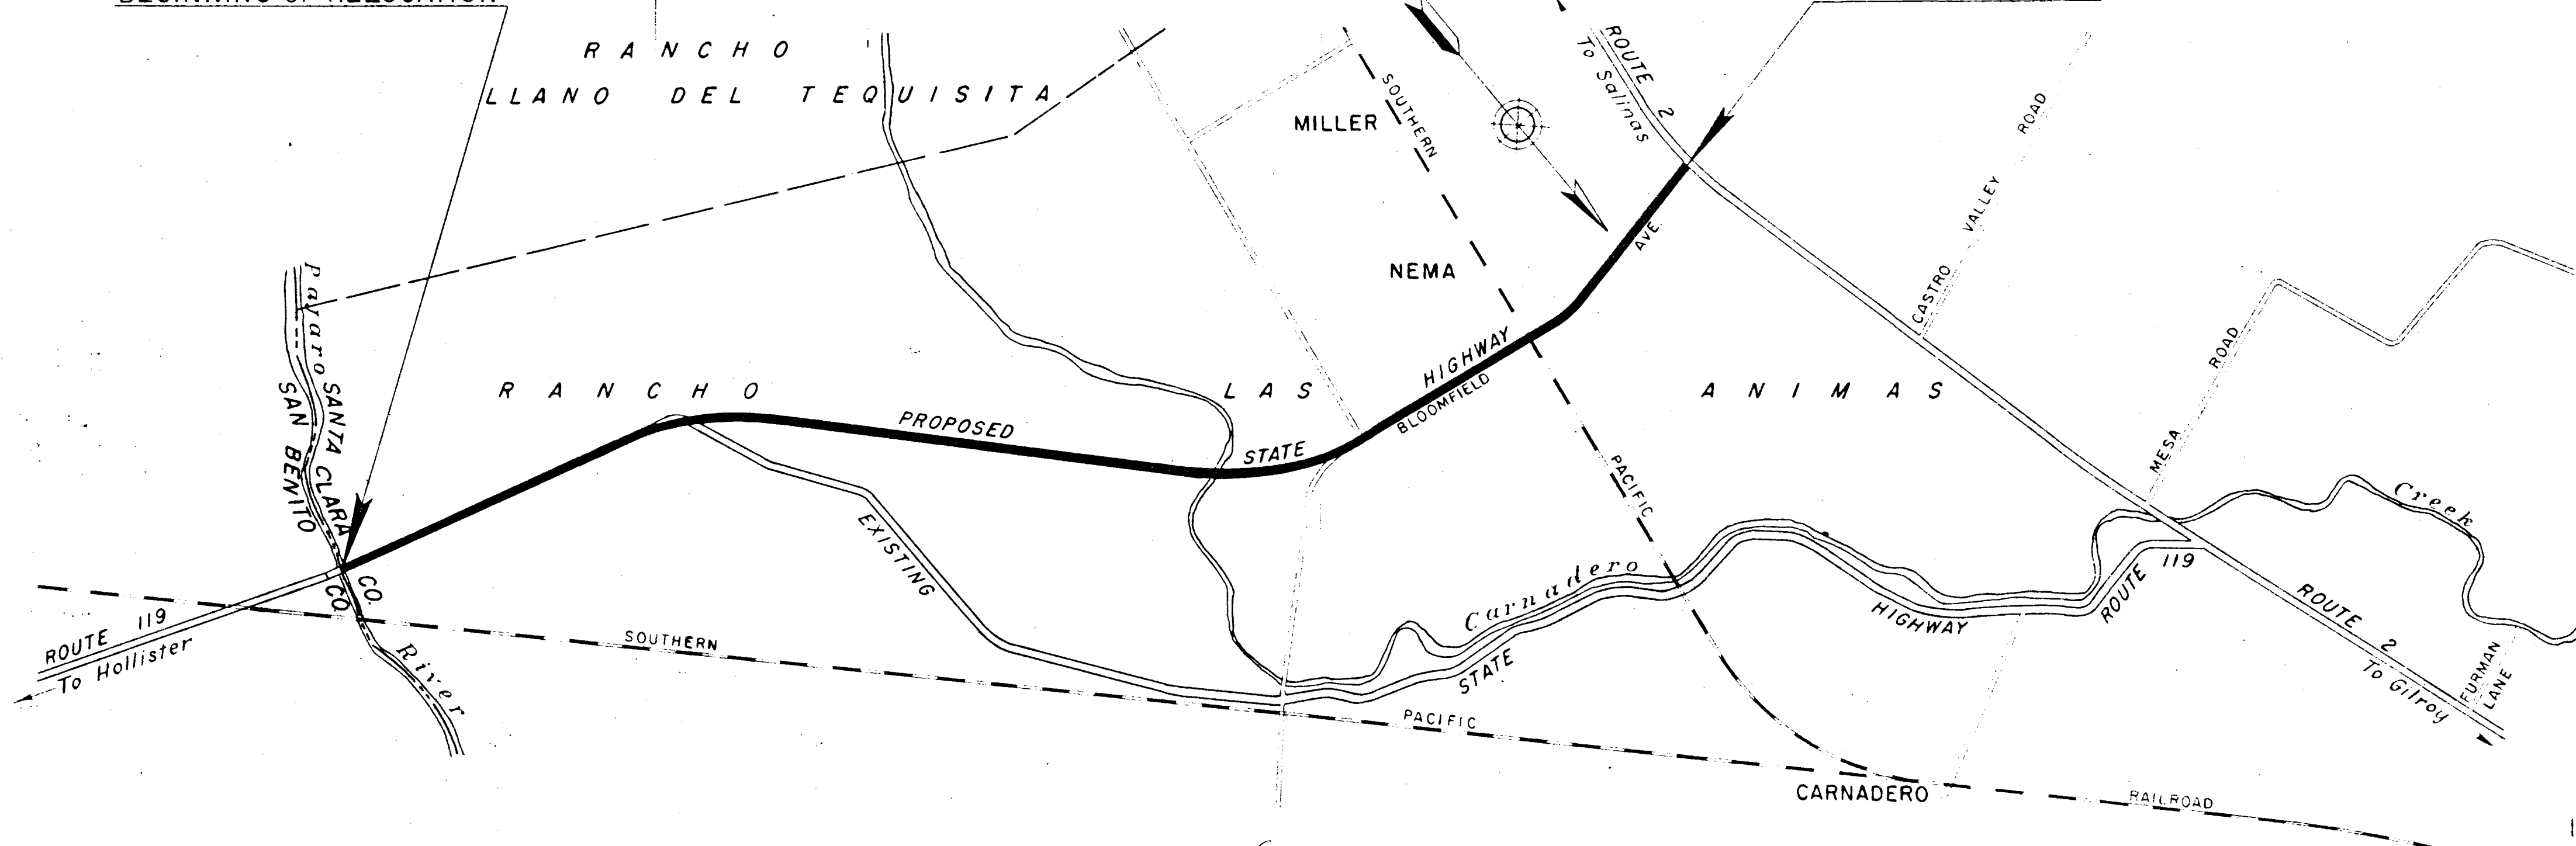 RANCHO
LLANO DEL TEQUISITA
MILLER
NEMA
SOUTHERN
ROUTE 2
To Salinas
CASTRO VALLEY ROAD
MESA ROAD
AVE.
Pajaro
SANTA CLARA CO.
SAN BENITO CO.
RANCHO LAS ANIMAS
PROPOSED STATE HIGHWAY
BLOOMFIELD
PACIFIC
EXISTING STATE HIGHWAY
Carnadero Creek
ROUTE 119
ROUTE 119
To Hollister
River
SOUTHERN PACIFIC RAILROAD
CARNADERO
ROUTE 2
To Gilroy
FURMAN LANE